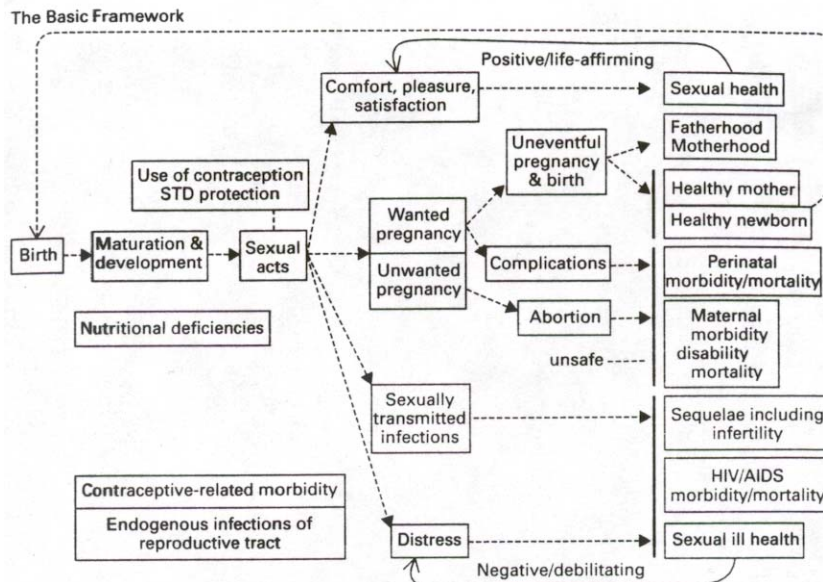 The Basic Framework
Positive/life-affirming
Comfort, pleasure,
satisfaction
Sexual health
Fatherhood
Motherhood
Uneventful
pregnancy
& birth
Use of contraception
STD protection
Healthy mother
Healthy newborn
Wanted
pregnancy
Birth
Maturation &
development
Sexual
acts
Unwanted
pregnancy
Complications
Perinatal
morbidity/mortality
Nutritional deficiencies
Abortion
Maternal
morbidity
disability
mortality
unsafe
Sexually
transmitted
infections
Sequelae including
infertility
HIV/AIDS
morbidity/mortality
Contraceptive-related morbidity
Endogenous infections of
reproductive tract
Distress
Sexual ill health
Negative/debilitating